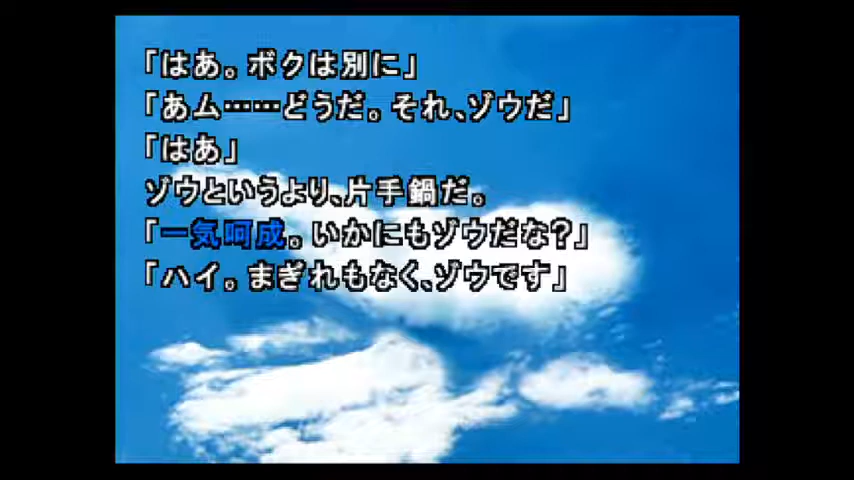 「はあ。ボクは別に」
「あム……どうだ。それ、ゾウだ」
「はあ」
ゾウというより、片手鍋だ。
「一気呵成。いかにもゾウだな？」
「ハイ。まぎれもなく、ゾウです」